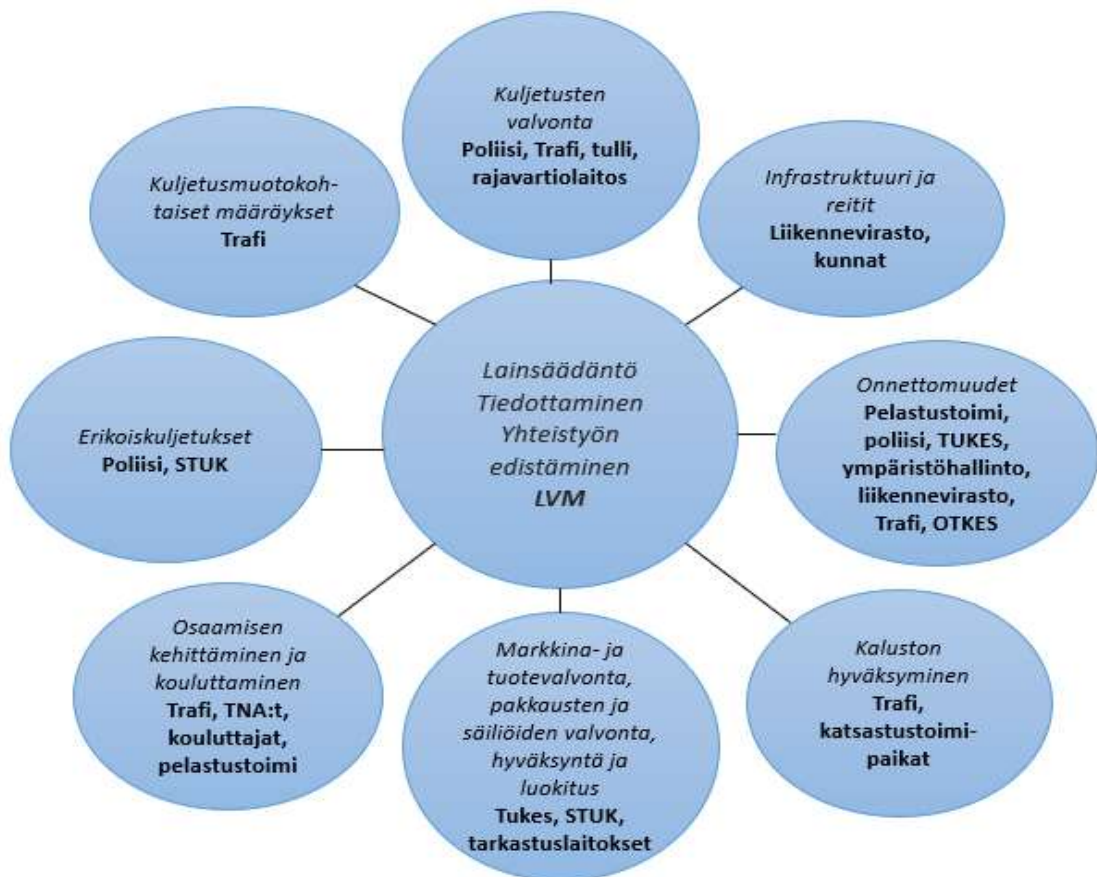 Kuljetusten
valvonta
Poliisi, Trafi, tulli,
rajavartiolaitos
Kuljetusmuotokoh-
taiset määräykset
Trafi
Infrastruktuuri ja
reitit
Liikennevirasto,
kunnat
Lainsäädäntö
Tiedottaminen
Yhteistyön
edistäminen
LVM
Erikoiskuljetukset
Poliisi, STUK
Onnettomuudet
Pelastustoimi,
poliisi, TUKES,
ympäristöhallinto,
liikennevirasto,
Trafi, OTKES
Osaamisen
kehittäminen ja
kouluttaminen
Trafi, TNA:t,
kouluttajat,
pelastustoimi
Markkina- ja
tuotevalvonta,
pakkausten ja
säiliöiden valvonta,
hyväksyntä ja
luokitus
Tukes, STUK,
tarkastuslaitokset
Kaluston
hyväksyminen
Trafi,
katsastustoimi-
paikat